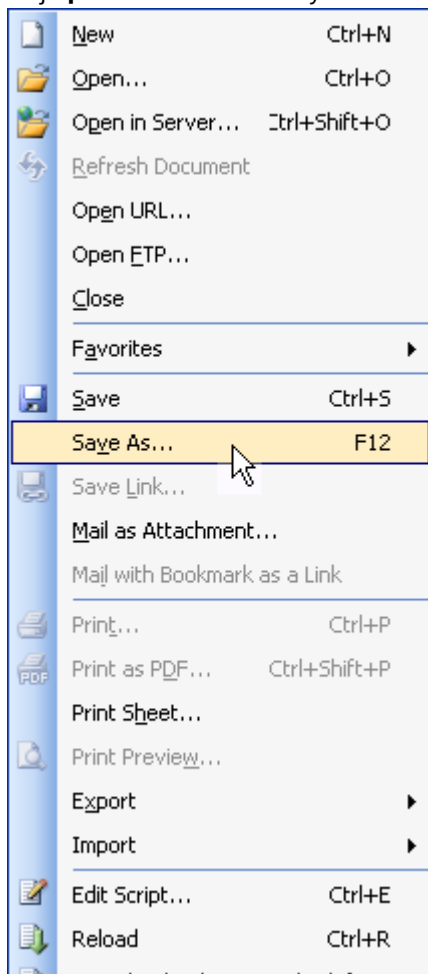 New Ctrl+N
Open... Ctrl+O
Open in Server... Ctrl+Shift+O
Refresh Document
Open URL...
Open FTP...
Close
Favorites
Save Ctrl+S
Save As... F12
Save Link...
Mail as Attachment...
Mail with Bookmark as a Link
Print... Ctrl+P
PDF Print as PDF... Ctrl+Shift+P
Print Sheet...
Print Preview...
Export
Import
Edit Script... Ctrl+E
Reload Ctrl+R